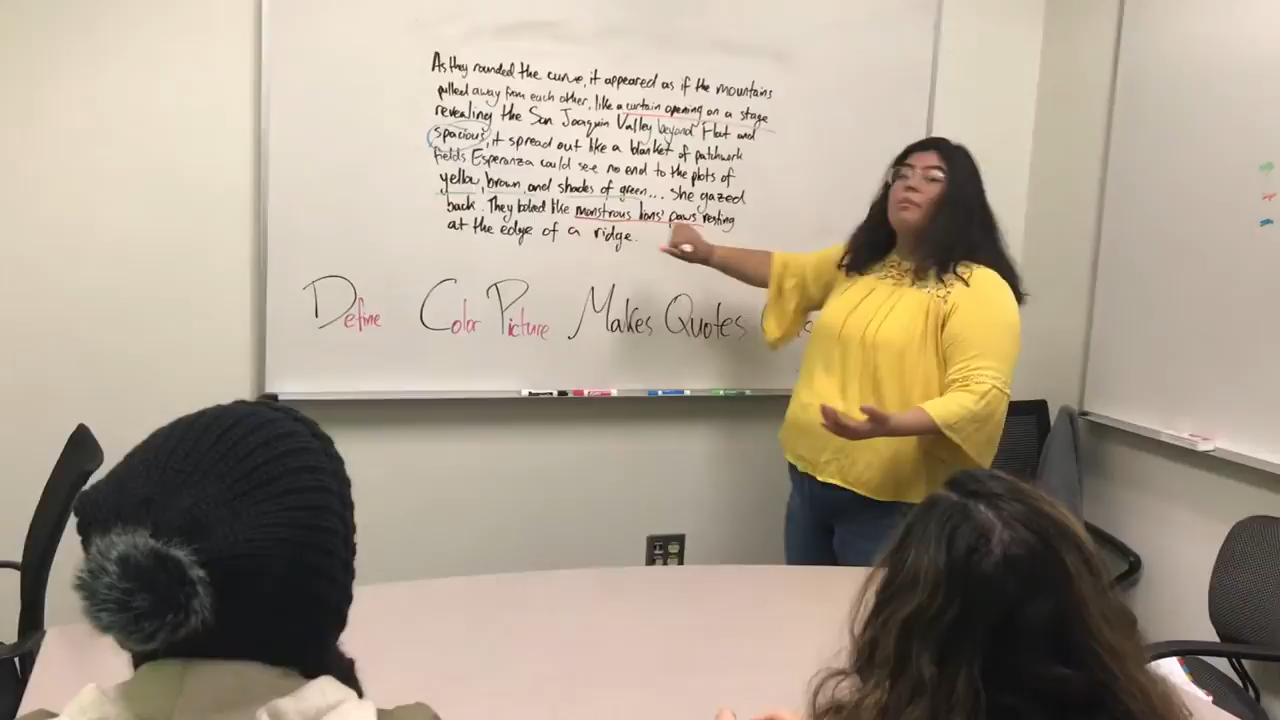 As they rounded the curve, it appeared as if the mountains
pulled away from each other, like a curtain opening on a stage
revealing the San Joaquin Valley beyond Flat and
spacious, it spread out like a blanket of patchwork
fields Esperanza could see no end to the plots of
yellow, brown, and shades of green... She gazed
back. They looked like monstrous lions' paws resting
at the edge of a ridge.
Define Color Picture Makes Quotes